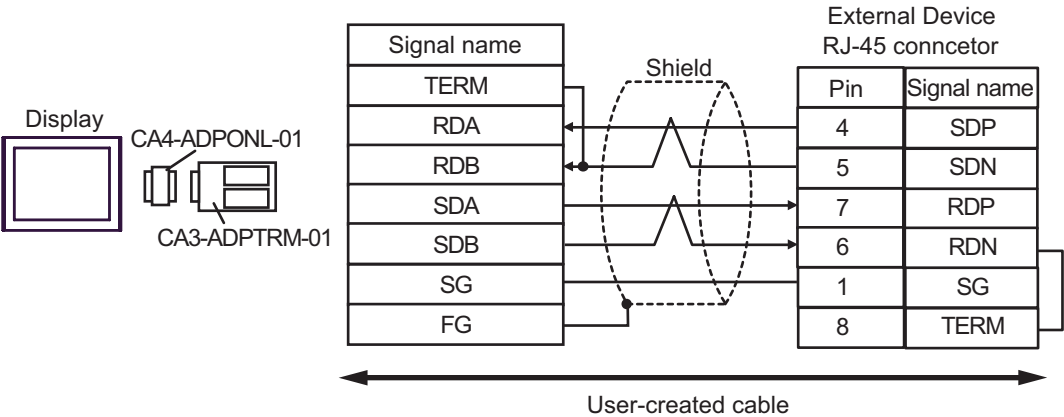 Display
CA4-ADPONL-01
CA3-ADPTRM-01
Signal name
TERM
RDA
RDB
SDA
SDB
SG
FG
Shield
External Device
RJ-45 conncetor
Pin Signal name
4 SDP
5 SDN
7 RDP
6 RDN
1 SG
8 TERM
User-created cable